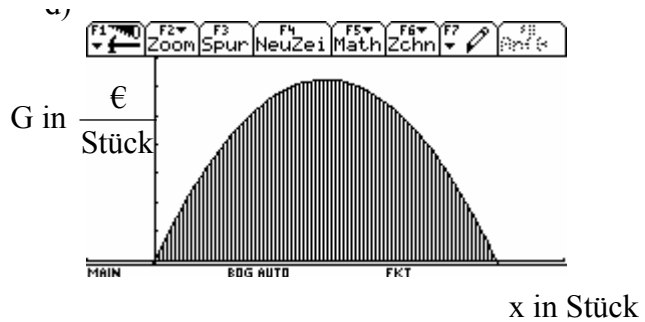 d)
F1 F2 F3 F4 F5 F6 F7
Zoom Spur NeuZei Math Zchn
G in € / Stück
MAIN BOG AUTO FKT
x in Stück